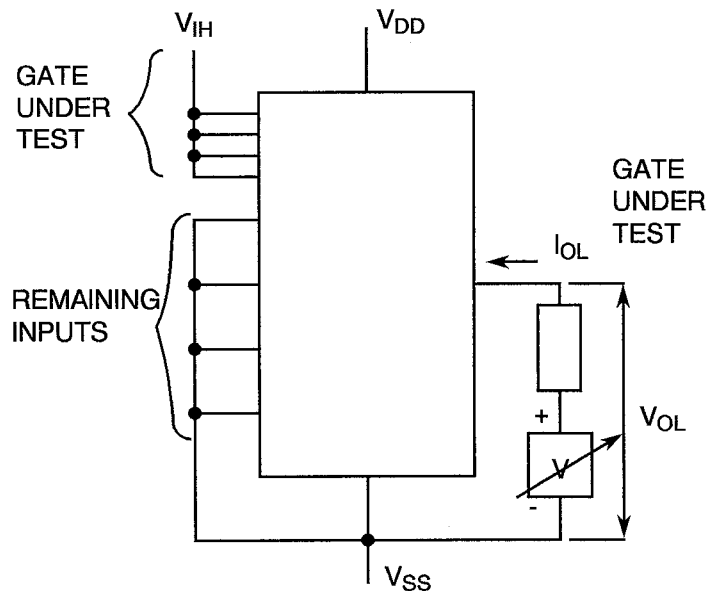 V_IH
V_DD
GATE
UNDER
TEST
GATE
UNDER
TEST
I_OL
REMAINING
INPUTS
+
V
-
V_OL
V_SS